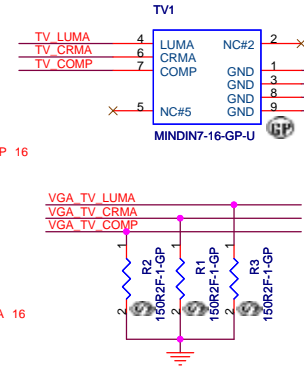 TV1
TV_LUMA 4 LUMA NC#2 2
TV_CRMA 6 CRMA
TV_COMP 7 COMP GND 1
GND 3
GND 8
5 NC#5 GND 9
MINDIN7-16-GP-U
GP
P 16
VGA_TV_LUMA
VGA_TV_CRMA
VGA_TV_COMP
1 1 1
R2 150R2F-1-GP
R1 150R2F-1-GP
R3 150R2F-1-GP
2 2 2
A 16